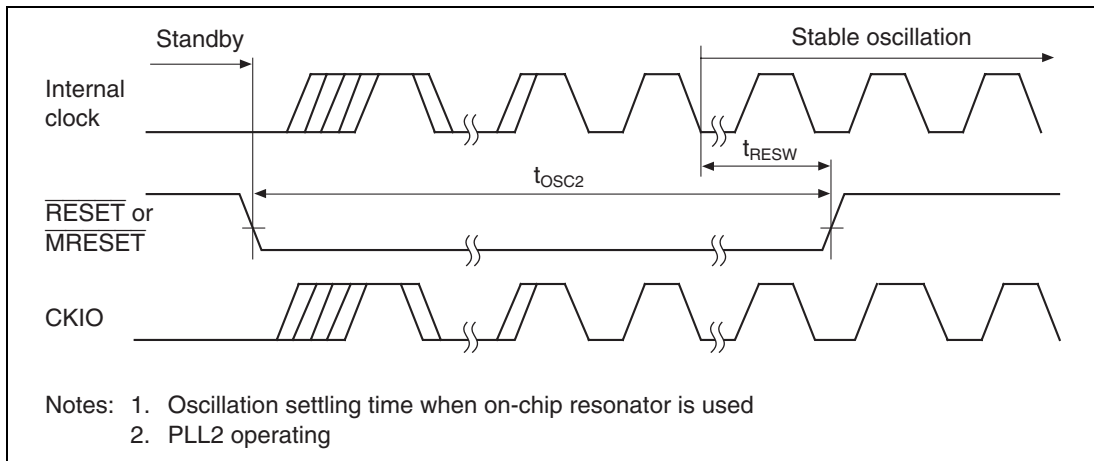 Standby
Stable oscillation
Internal
clock
tRESW
tOSC2
RESET or
MRESET
CKIO
Notes: 1. Oscillation settling time when on-chip resonator is used
2. PLL2 operating